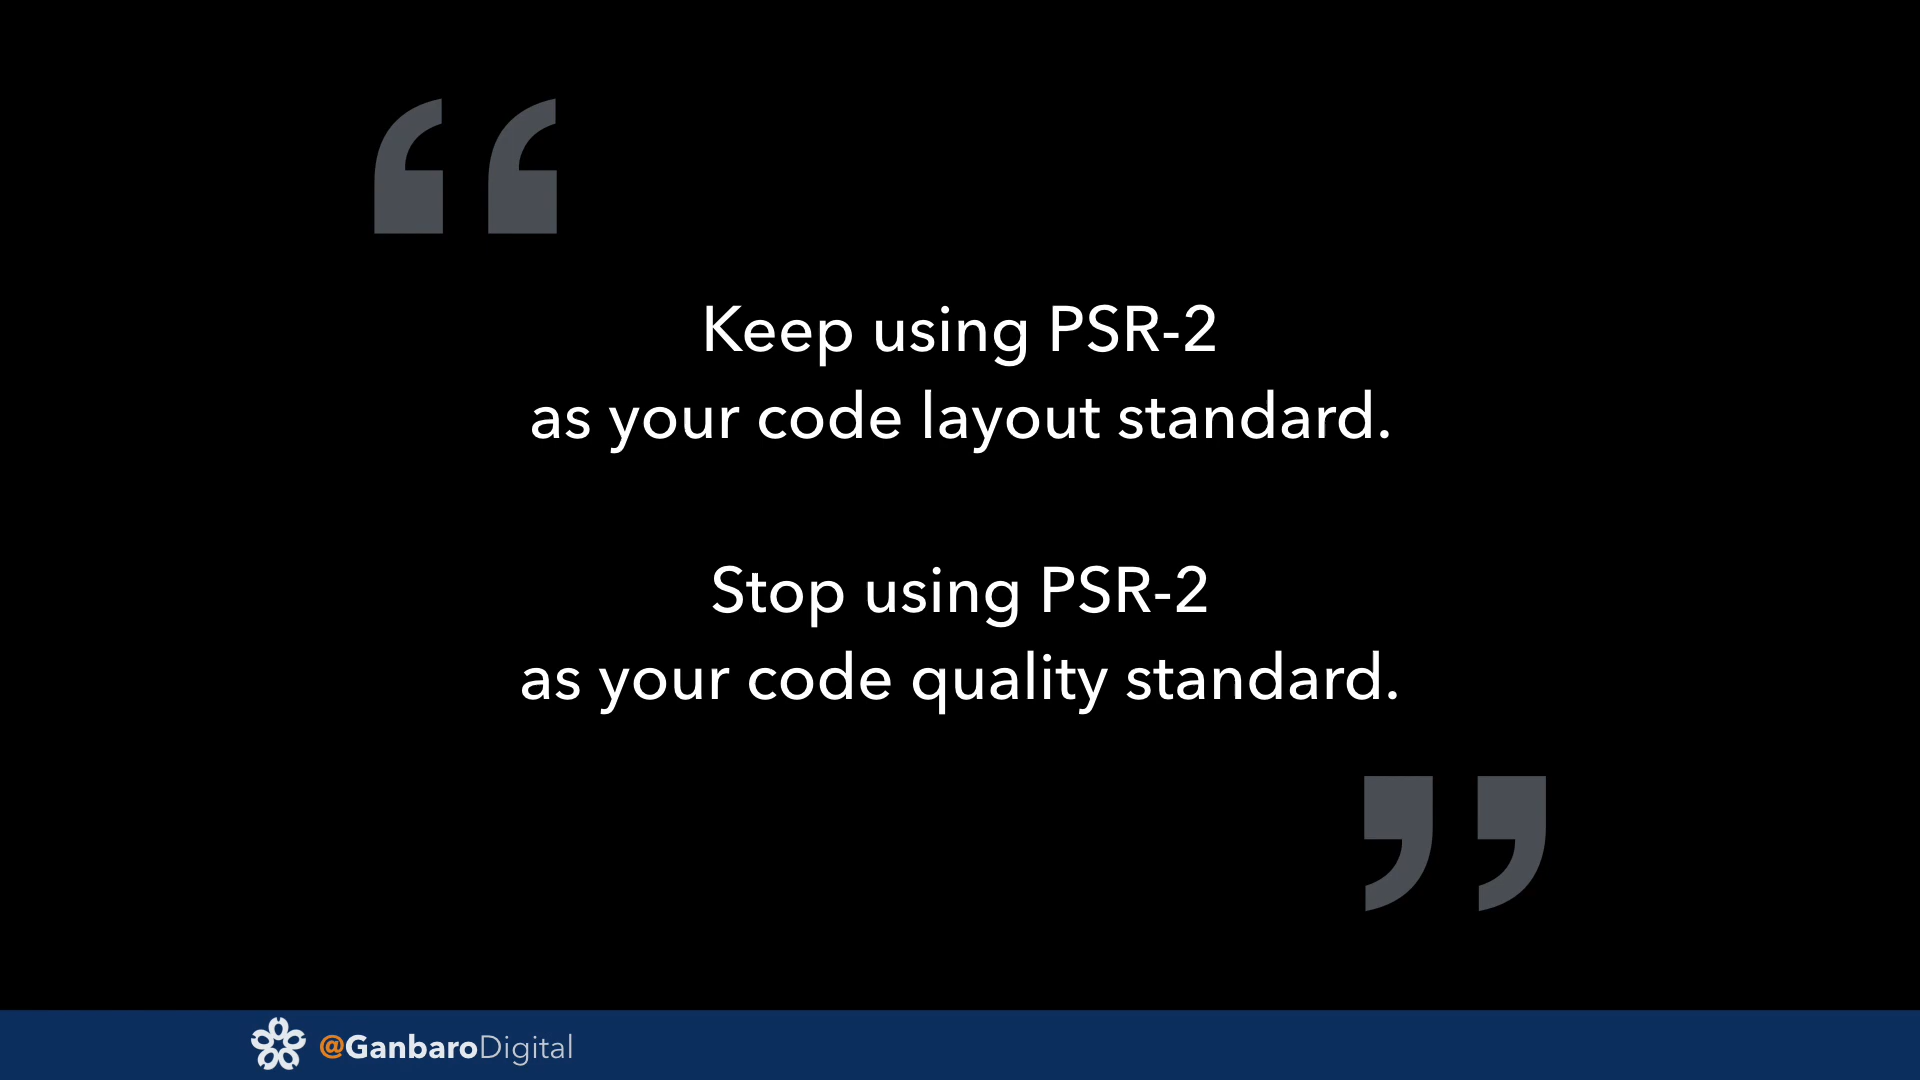 “
Keep using PSR-2
as your code layout standard.
Stop using PSR-2
as your code quality standard.
”
@GanbaroDigital